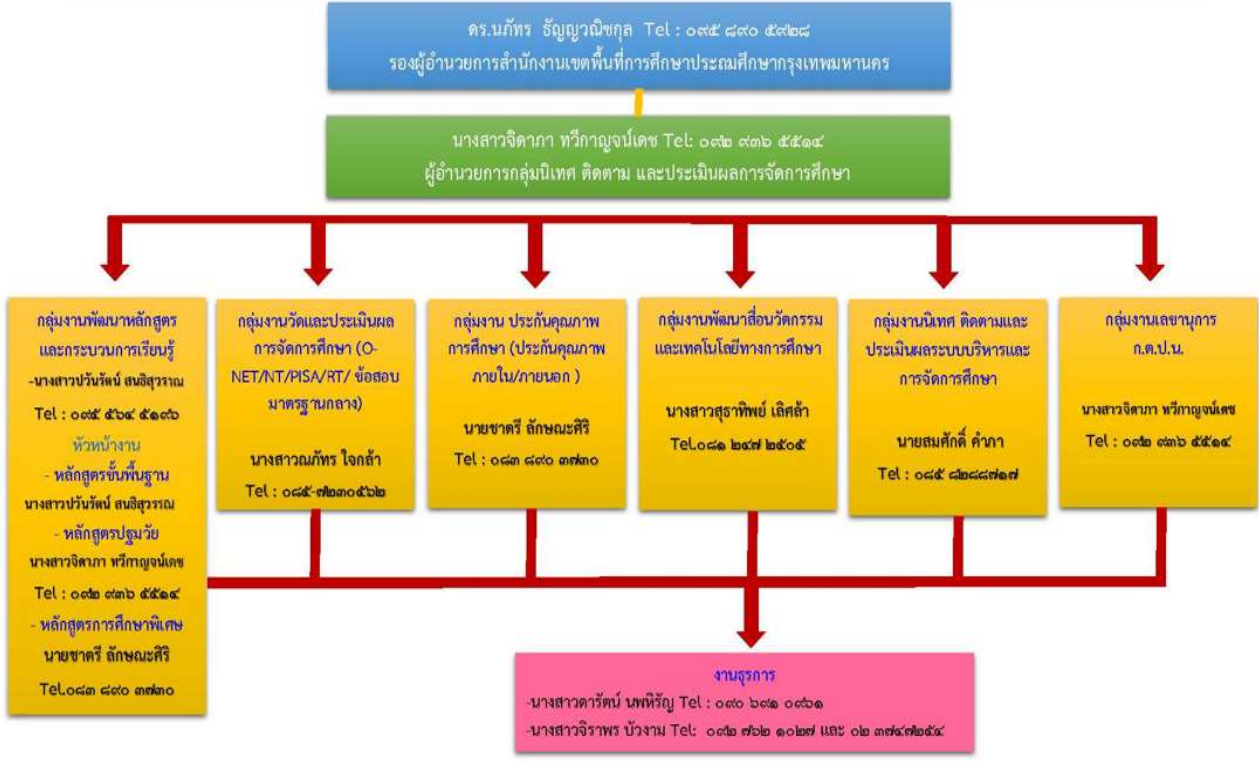 ดร.นภัทร ธัญญวณิชกุล Tel : ๐๙๕ ๘๙๐ ๕๙๒๘
รองผู้อำนวยการสำนักงานเขตพื้นที่การศึกษาประถมศึกษากรุงเทพมหานคร
นางสาวจิดาภา ทวีกาญจน์เดช Tel: ๐๙๒ ๙๓๖ ๕๕๑๔
ผู้อำนวยการกลุ่มนิเทศ ติดตาม และประเมินผลการจัดการศึกษา
กลุ่มงานพัฒนาหลักสูตร
และกระบวนการเรียนรู้
-นางสาวปวันรัตน์ สนธิสุวรรณ
Tel : ๐๙๕ ๕๖๔ ๕๑๙๖
หัวหน้างาน
- หลักสูตรขั้นพื้นฐาน
นางสาวปวันรัตน์ สนธิสุวรรณ
- หลักสูตรปฐมวัย
นางสาวจิดาภา ทวีกาญจน์เดช
Tel : ๐๙๒ ๙๓๖ ๕๕๑๔
- หลักสูตรการศึกษาพิเศษ
นายชาตรี ลักษณะศิริ
Tel.๐๘๓ ๘๙๐ ๓๗๓๐
กลุ่มงานวัดและประเมินผล
การจัดการศึกษา (O-
NET/NT/PISA/RT/ ข้อสอบ
มาตรฐานกลาง)
นางสาวณภัทร ใจกล้า
Tel : ๐๘๕-๗๒๓๐๕๖๒
กลุ่มงาน ประกันคุณภาพ
การศึกษา (ประกันคุณภาพ
ภายใน/ภายนอก )
นายชาตรี ลักษณะศิริ
Tel : ๐๘๓ ๘๙๐ ๓๗๓๐
กลุ่มงานพัฒนาสื่อนวัตกรรม
และเทคโนโลยีทางการศึกษา
นางสาวสุธาทิพย์ เลิศล้า
Tel.๐๘๑ ๒๔๗ ๒๕๐๕
กลุ่มงานนิเทศ ติดตามและ
ประเมินผลระบบบริหารและ
การจัดการศึกษา
นายสมศักดิ์ คำภา
Tel : ๐๘๕ ๘๒๘๘๗๑๗
กลุ่มงานเลขานุการ
ก.ต.ป.น.
นางสาวจิดาภา ทวีกาญจน์เดช
Tel : ๐๙๒ ๙๓๖ ๕๕๑๔
งานธุรการ
-นางสาวดารัตน์ นพหิรัญ Tel : ๐๙๐ ๖๙๑ ๐๙๖๑
-นางสาวจิราพร บัวงาม Tel: ๐๙๒ ๗๖๒ ๑๐๒๗ และ ๐๒ ๓๗๔๗๒๕๔